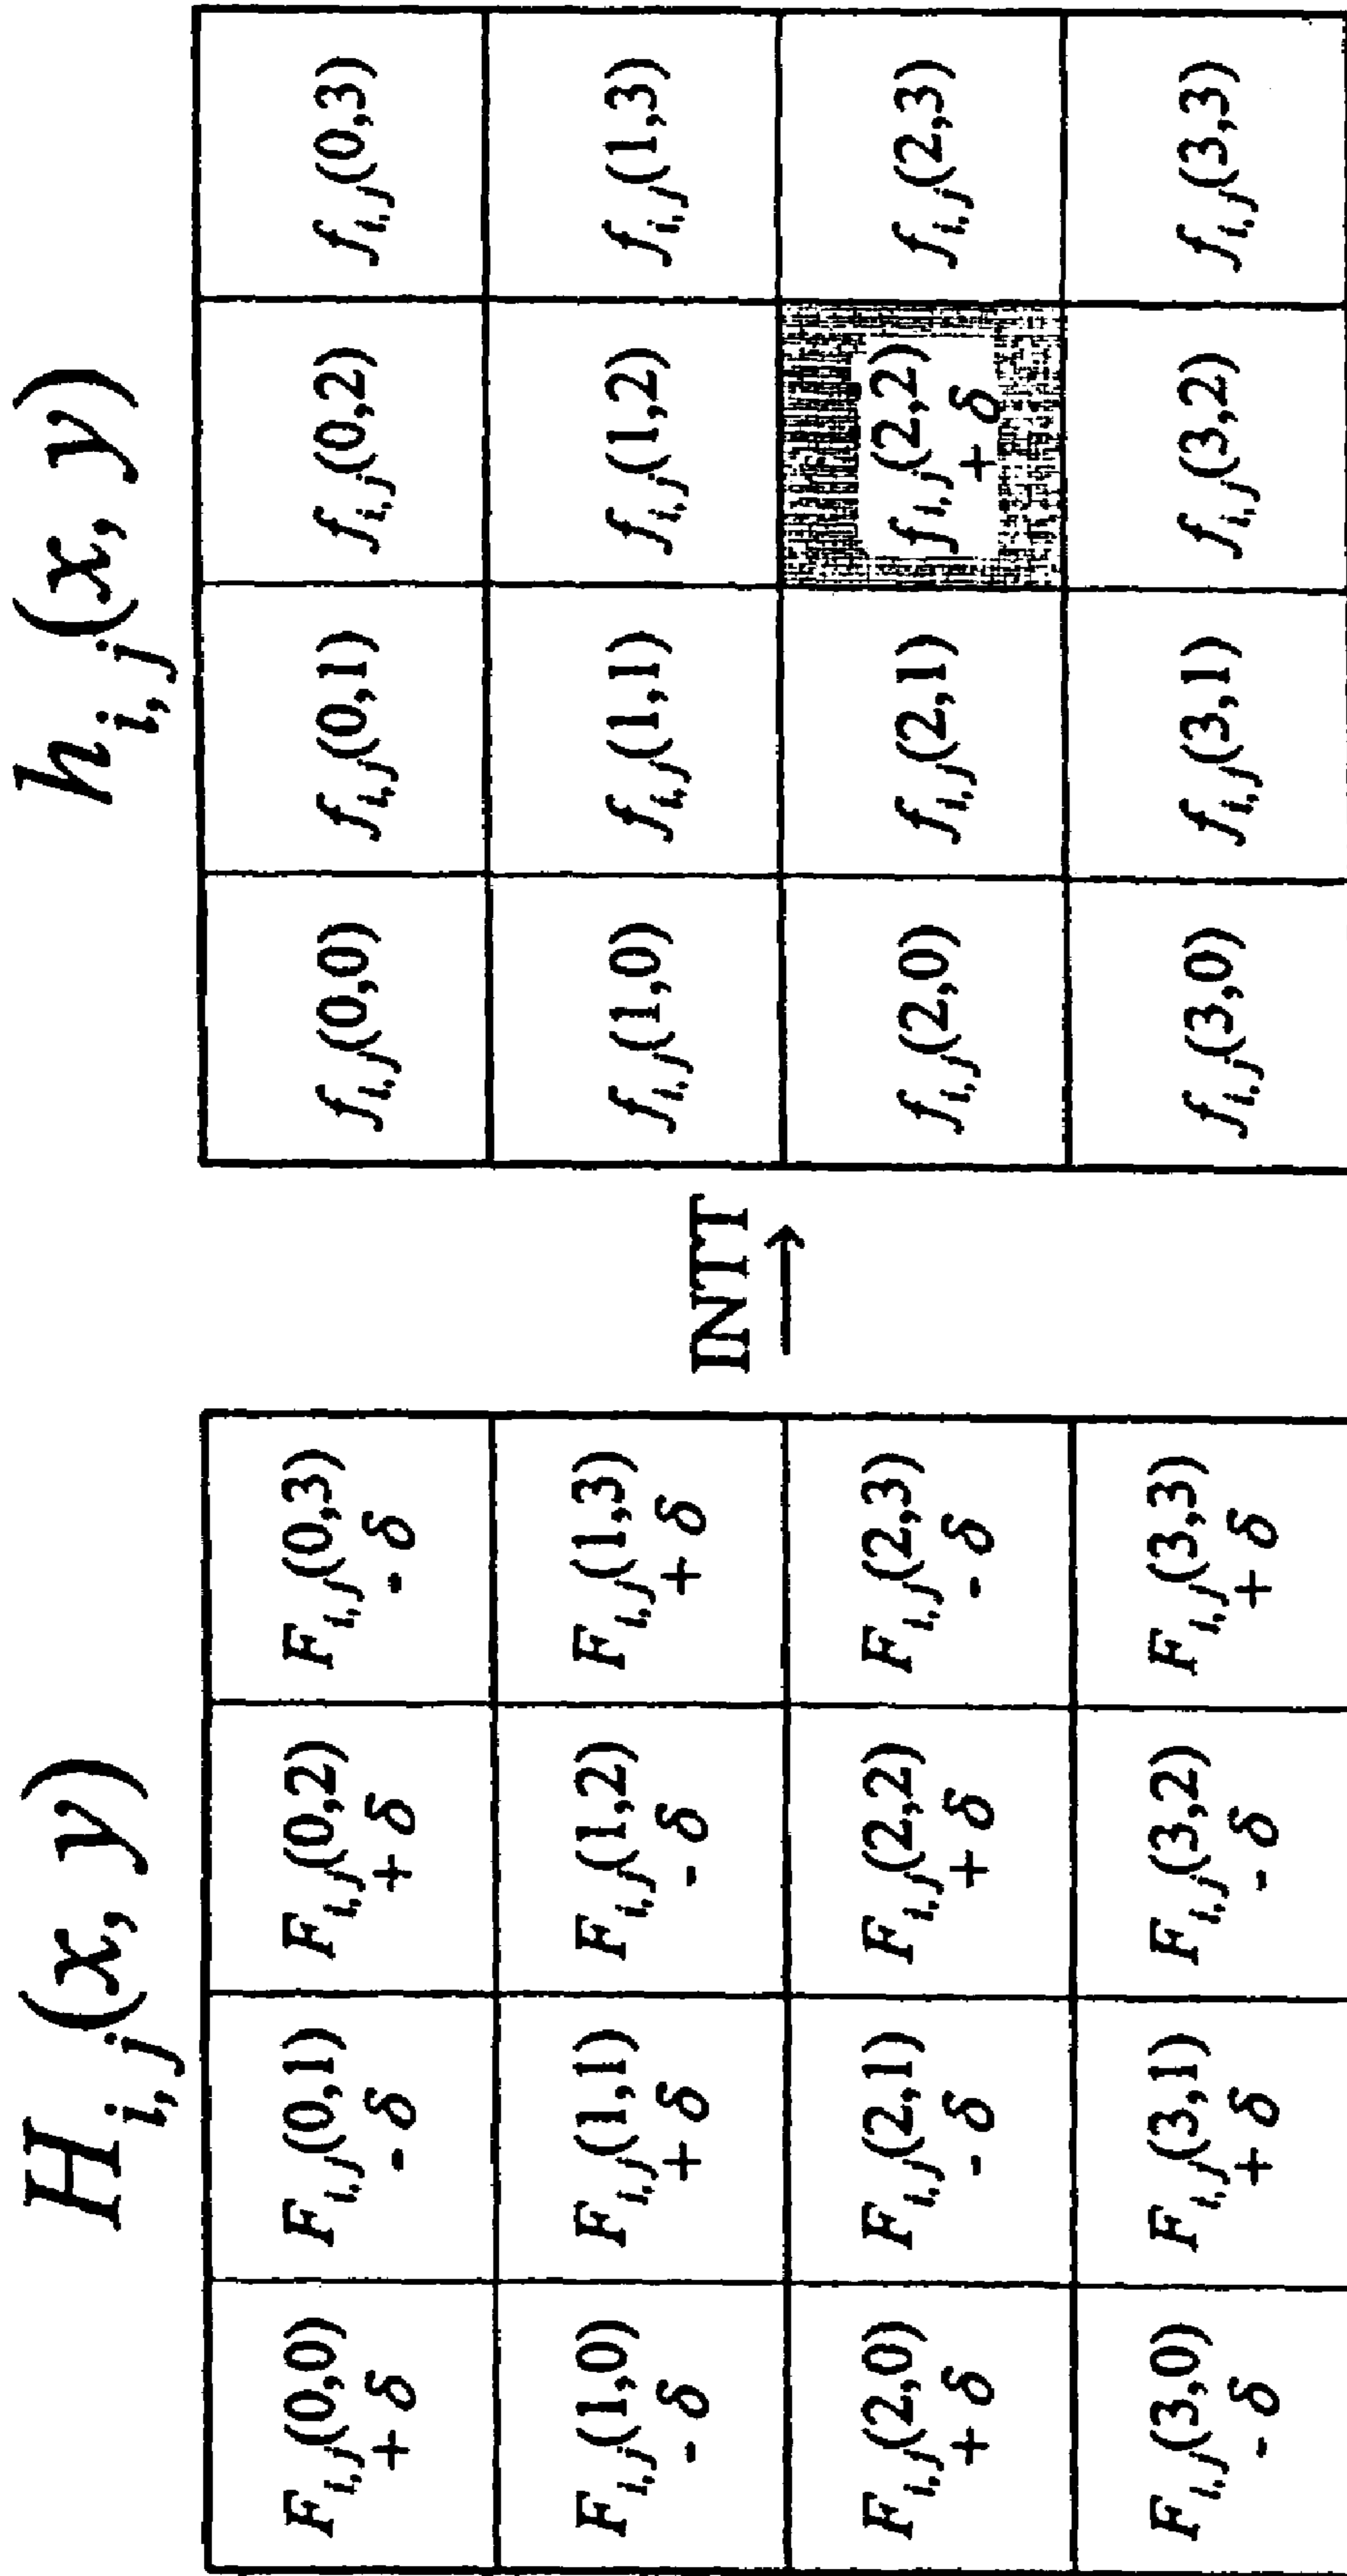 H_{i, j}(x, y)
F_{i,j}(0,0) + δ F_{i,j}(0,1) - δ F_{i,j}(0,2) + δ F_{i,j}(0,3) - δ
F_{i,j}(1,0) - δ F_{i,j}(1,1) + δ F_{i,j}(1,2) - δ F_{i,j}(1,3) + δ
F_{i,j}(2,0) + δ F_{i,j}(2,1) - δ F_{i,j}(2,2) + δ F_{i,j}(2,3) - δ
F_{i,j}(3,0) - δ F_{i,j}(3,1) + δ F_{i,j}(3,2) - δ F_{i,j}(3,3) + δ
INTT
→
h_{i, j}(x, y)
f_{i,j}(0,0) f_{i,j}(0,1) f_{i,j}(0,2) f_{i,j}(0,3)
f_{i,j}(1,0) f_{i,j}(1,1) f_{i,j}(1,2) f_{i,j}(1,3)
f_{i,j}(2,0) f_{i,j}(2,1) f_{i,j}(2,2) + δ f_{i,j}(2,3)
f_{i,j}(3,0) f_{i,j}(3,1) f_{i,j}(3,2) f_{i,j}(3,3)